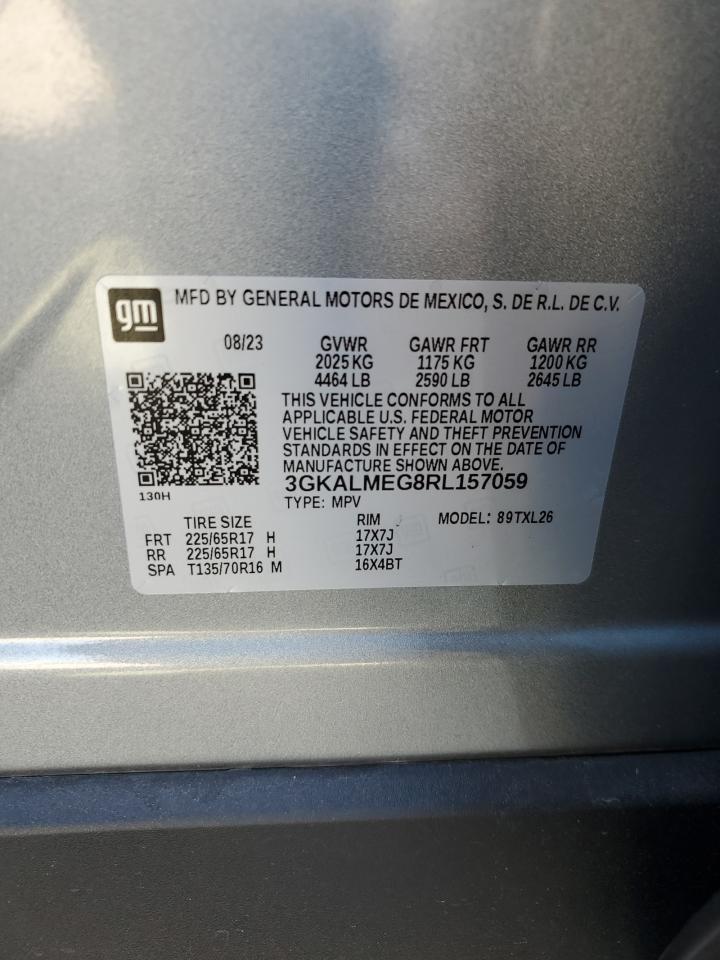 gm
MFD BY GENERAL MOTORS DE MEXICO, S. DE R.L. DE C.V.
08/23 GVWR GAWR FRT GAWR RR
2025 KG 1175 KG 1200 KG
4464 LB 2590 LB 2645 LB
THIS VEHICLE CONFORMS TO ALL
APPLICABLE U.S. FEDERAL MOTOR
VEHICLE SAFETY AND THEFT PREVENTION
STANDARDS IN EFFECT ON THE DATE OF
MANUFACTURE SHOWN ABOVE.
130H
3GKALMEG8RL157059
TYPE: MPV
TIRE SIZE RIM MODEL: 89TXL26
FRT 225/65R17 H 17X7J
RR 225/65R17 H 17X7J
SPA T135/70R16 M 16X4BT